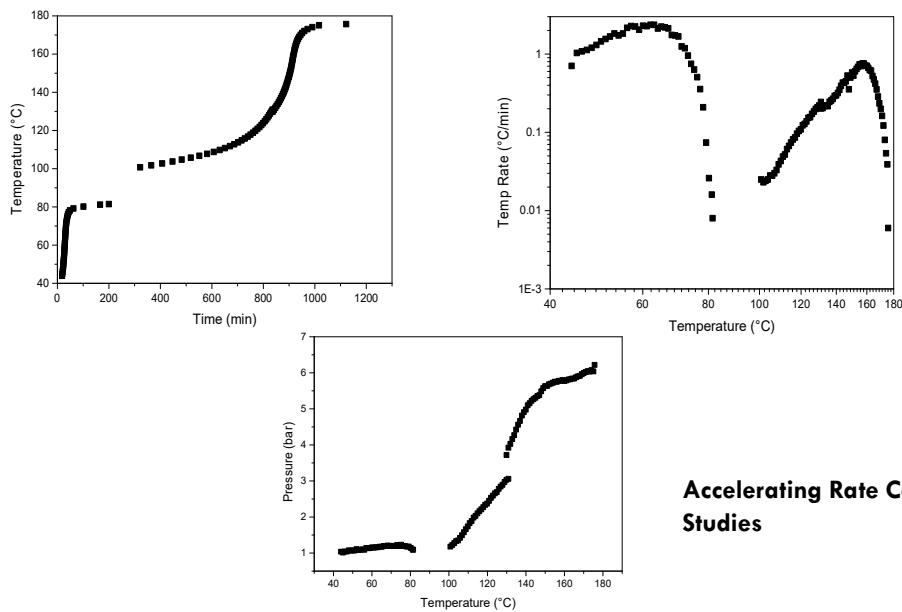 180
160
140
120
100
80
60
40
0 200 400 600 800 1000 1200
Temperature (°C)
Time (min)
1
0.1
0.01
1E-3
40 60 80 100 120 140 160 180
Temp Rate (°C/min)
Temperature (°C)
7
6
5
4
3
2
1
40 60 80 100 120 140 160 180
Pressure (bar)
Temperature (°C)
Accelerating Rate
Studies